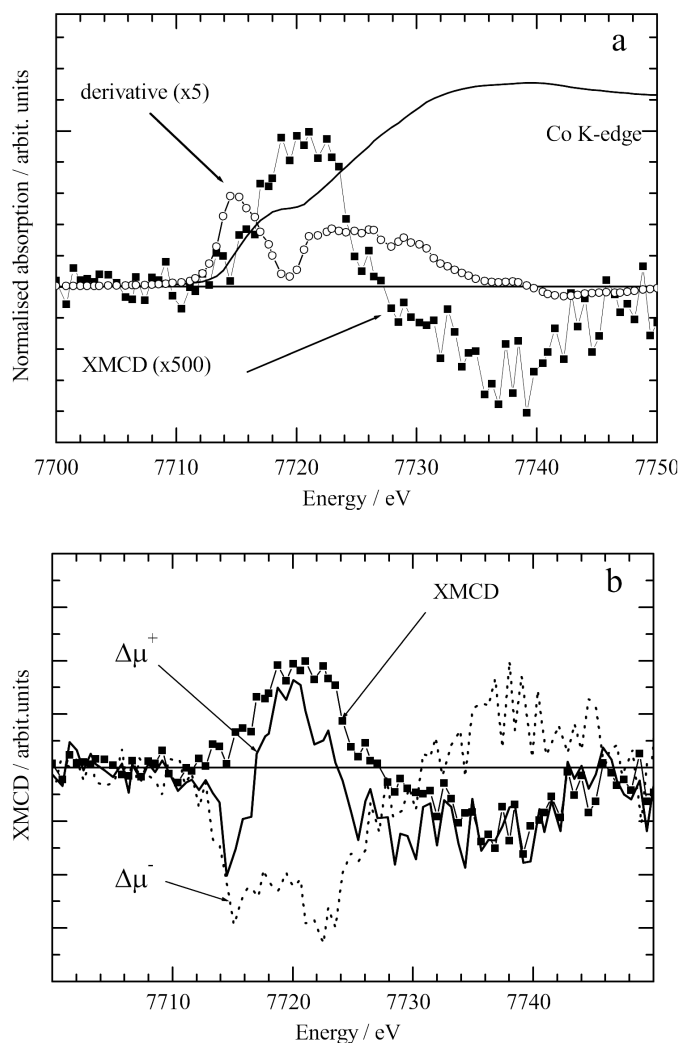 a
derivative (x5)
Co K-edge
XMCD (x500)
Normalised absorption / arbit. units
7700 7710 7720 7730 7740 7750
Energy / eV
b
XMCD
Δμ+
Δμ-
XMCD / arbit.units
7710 7720 7730 7740
Energy / eV